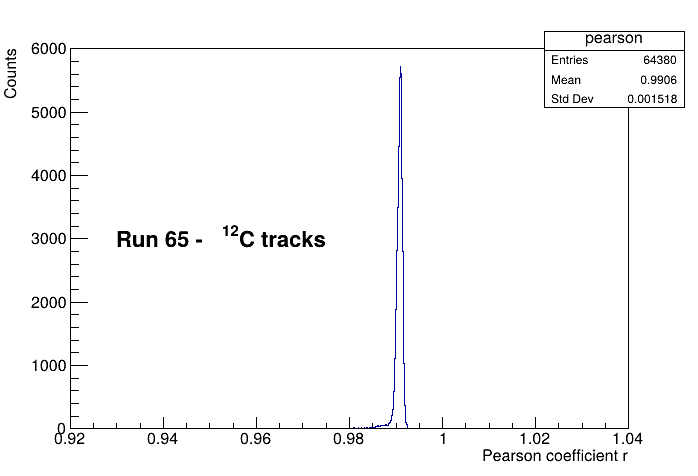 pearson
Entries 64380
Mean 0.9906
Std Dev 0.001518
Counts
6000
5000
4000
3000
2000
1000
0
Run 65 - ¹²C tracks
0.92 0.94 0.96 0.98 1 1.02 1.04
Pearson coefficient r